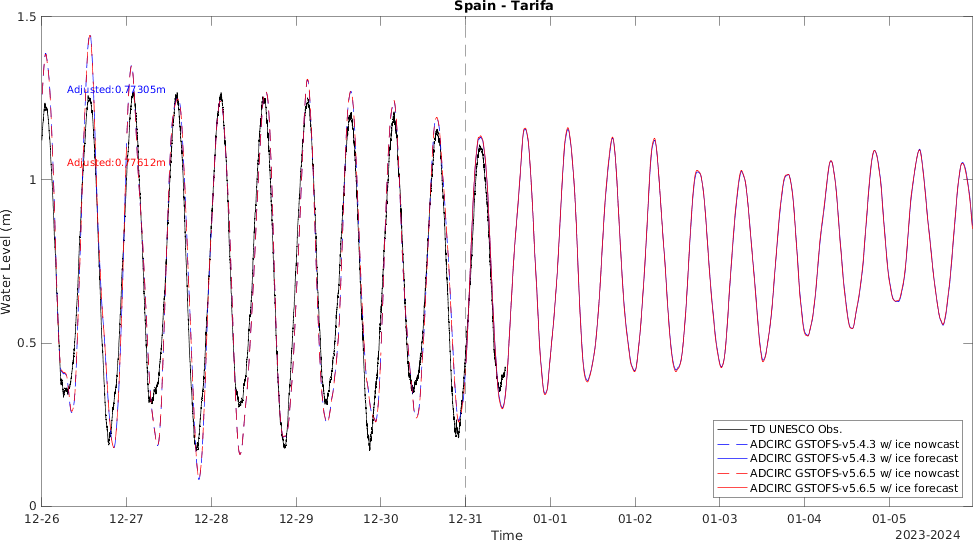 Spain - Tarifa
1.5
1
0.5
0
Water Level (m)
Adjusted:0.77305m
Adjusted:0.77612m
TD UNESCO Obs.
ADCIRC GSTOFS-v5.4.3 w/ ice nowcast
ADCIRC GSTOFS-v5.4.3 w/ ice forecast
ADCIRC GSTOFS-v5.6.5 w/ ice nowcast
ADCIRC GSTOFS-v5.6.5 w/ ice forecast
12-26 12-27 12-28 12-29 12-30 12-31 01-01 01-02 01-03 01-04 01-05
Time
2023-2024